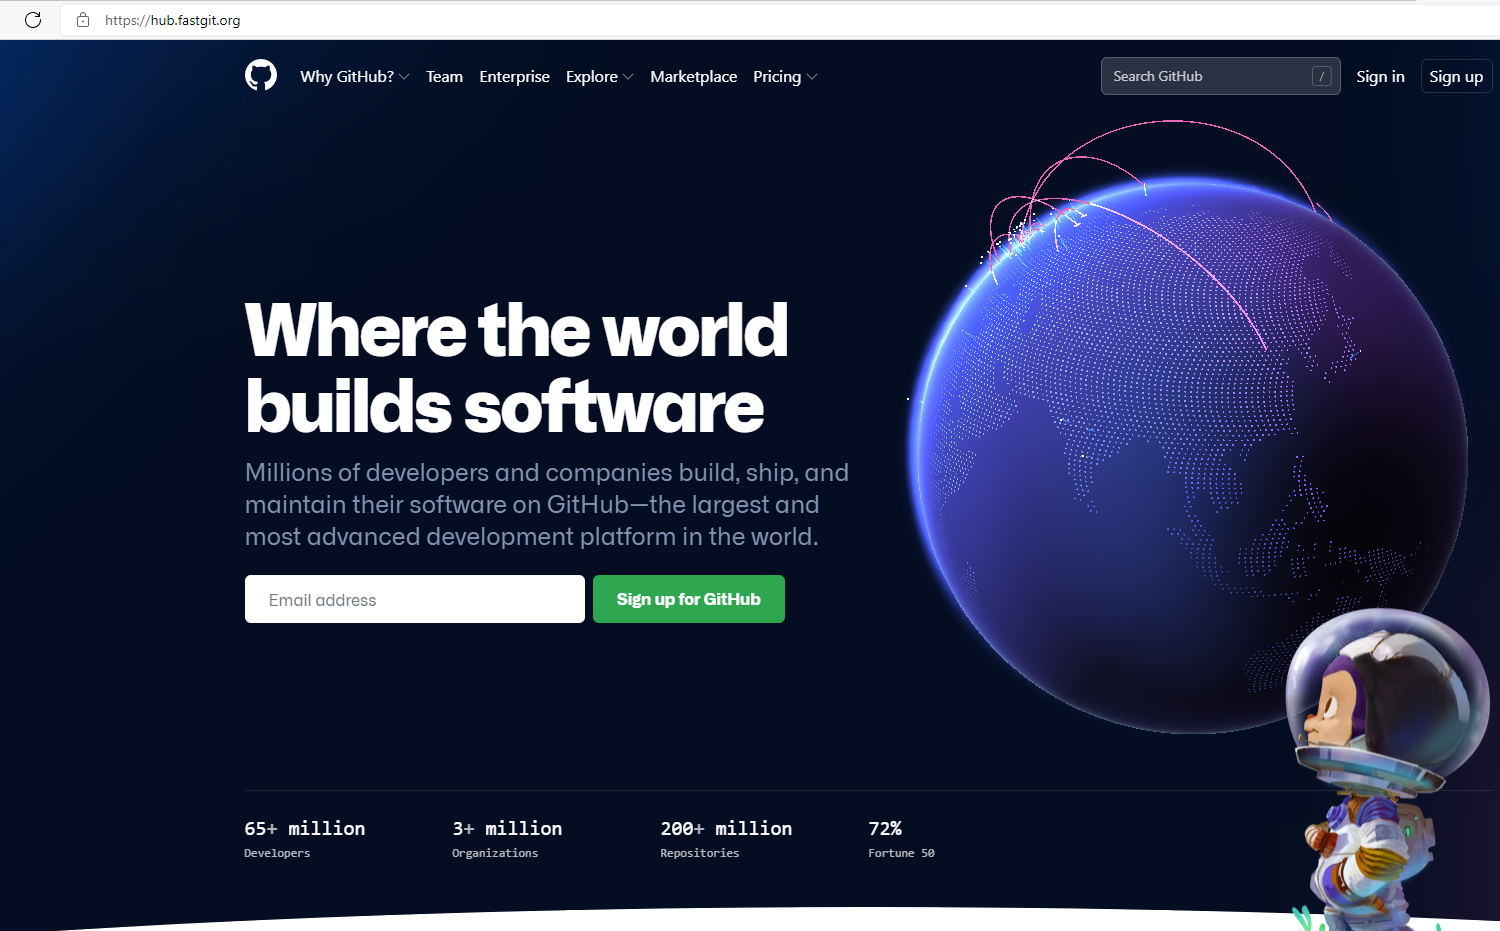 https://hub.fastgit.org
Why GitHub? Team Enterprise Explore Marketplace Pricing Search GitHub / Sign in Sign up
Where the world
builds software
Millions of developers and companies build, ship, and
maintain their software on GitHub—the largest and
most advanced development platform in the world.
Email address Sign up for GitHub
65+ million 3+ million 200+ million 72%
Developers Organizations Repositories Fortune 50